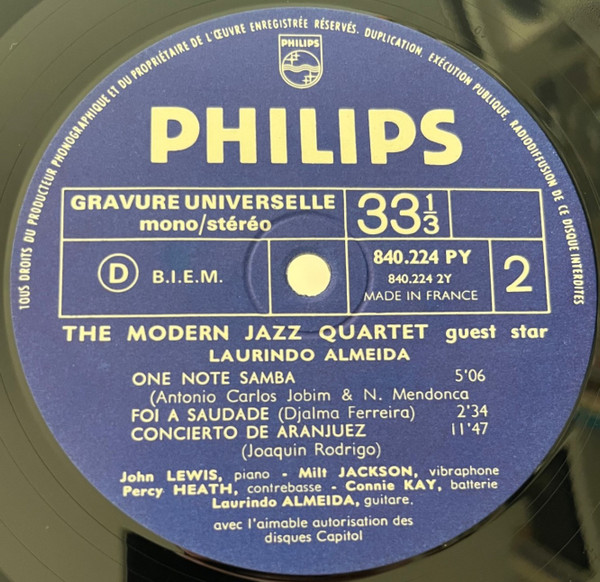 TOUS DROITS DU PRODUCTEUR PHONOGRAPHIQUE ET DU PROPRIÉTAIRE DE L'ŒUVRE ENREGISTRÉE RÉSERVÉS. DUPLICATION, EXÉCUTION PUBLIQUE, RADIODIFFUSION DE CE DISQUE INTERDITES
PHILIPS
PHILIPS
GRAVURE UNIVERSELLE
mono/stéréo
33 1/3
D B.I.E.M.
840.224 PY
840.224 2Y
MADE IN FRANCE
2
THE MODERN JAZZ QUARTET guest star
LAURINDO ALMEIDA
ONE NOTE SAMBA 5'06
(Antonio Carlos Jobim & N. Mendonca
FOI A SAUDADE (Djalma Ferreira) 2'34
CONCIERTO DE ARANJUEZ 11'47
(Joaquin Rodrigo)
John LEWIS, piano - Milt JACKSON, vibraphone
Percy HEATH, contrebasse - Connie KAY, batterie
Laurindo ALMEIDA, guitare.
avec l'aimable autorisation des
disques Capitol